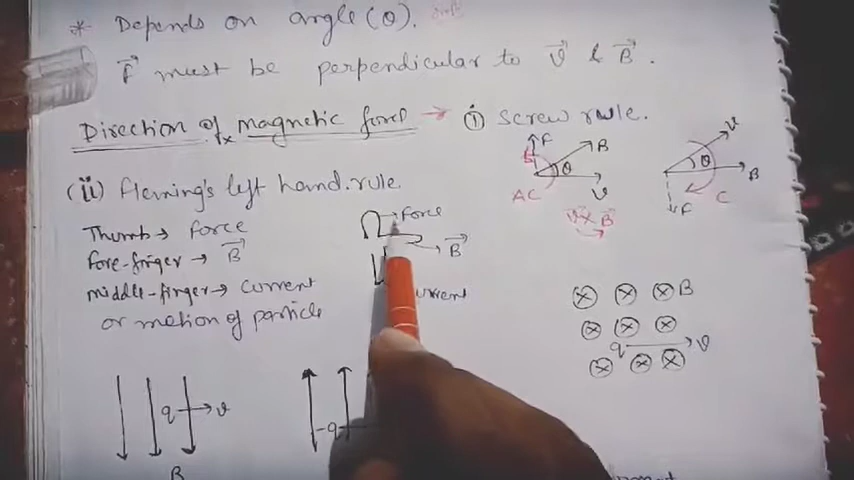 * Depends on angle (θ).
F⃗ must be perpendicular to V⃗ & B⃗.
Direction of magnetic force → (i) Screw rule.
F B θ V AC
V⃗ × B⃗
V θ B F C
(ii) Fleming's left hand rule.
Thumb → force
Fore-finger → B⃗
middle-finger → Current
or motion of particle
Force
B⃗
urrent
B
q v
q v
B
q